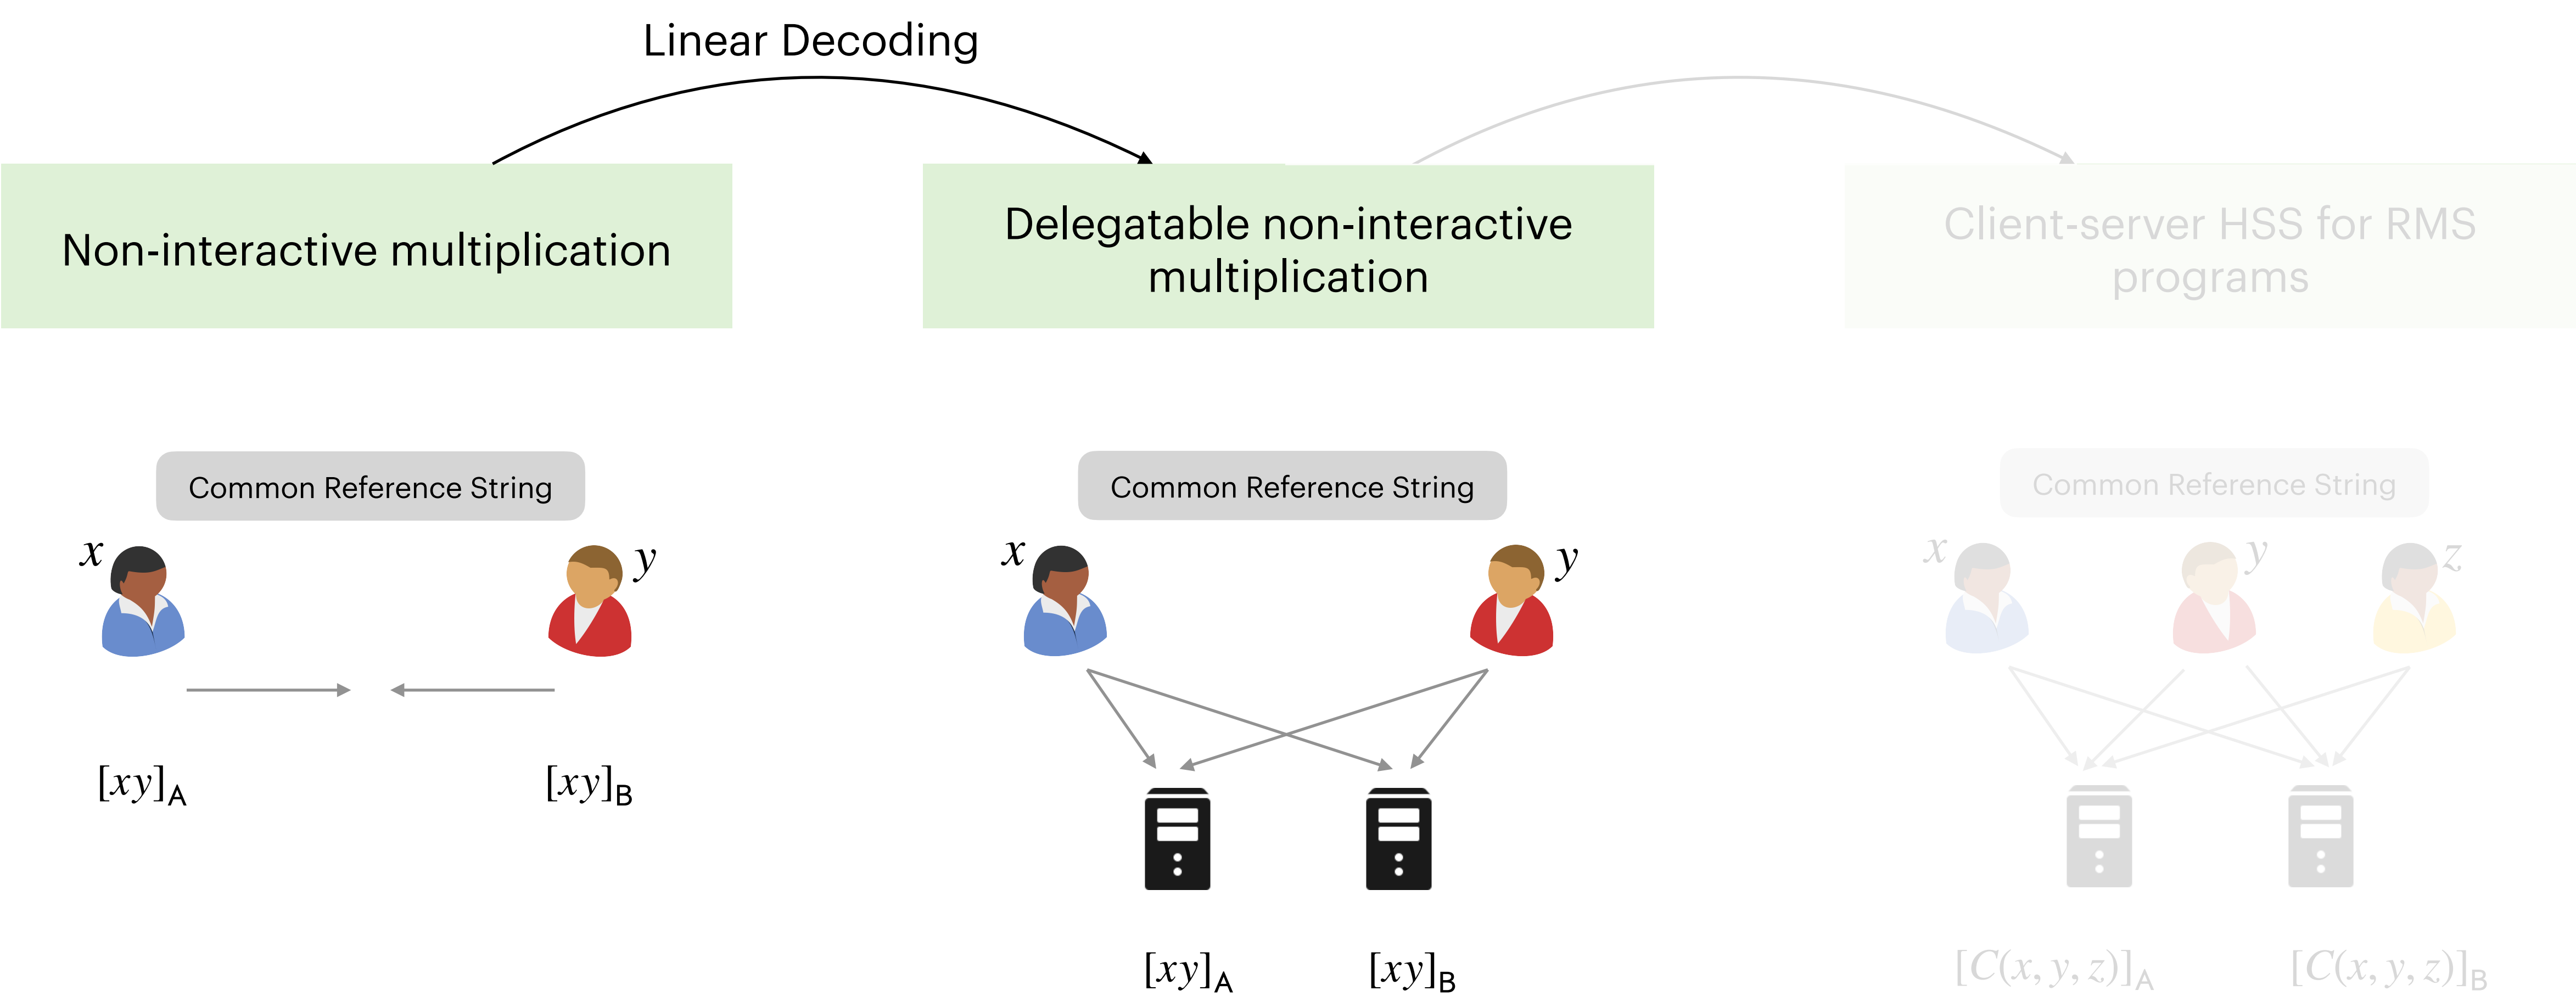 Linear Decoding
Non-interactive multiplication
Delegatable non-interactive
multiplication
Client-server HSS for RMS
programs
Common Reference String
Common Reference String
Common Reference String
x
y
x
y
x
y
z
[xy]A
[xy]B
[xy]A
[xy]B
[C(x, y, z)]A
[C(x, y, z)]B